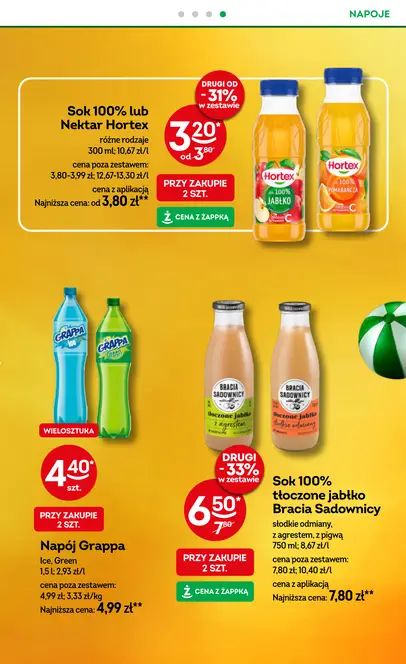 NAPOJE
DRUGI OD
-31%
w zestawie
Sok 100% lub
Nektar Hortex
różne rodzaje
300 ml; 10,67 zł/l
cena poza zestawem:
3,80-3,99 zł; 12,67-13,30 zł/l
cena z aplikacją
Najniższa cena: od 3,80 zł**
3,20*
od 3,80
PRZY ZAKUPIE
2 SZT.
CENA Z ŻAPPKĄ
Hortex
sok 100%
JABŁKO
C
Hortex
sok 100%
POMARAŃCZA
C
GRAPPA
GRAPPA
WIELOSZTUKA
4,40*
szt.
PRZY ZAKUPIE
2 SZT.
Napój Grappa
Ice, Green
1,5 l; 2,93 zł/l
cena poza zestawem:
4,99 zł; 3,33 zł/kg
Najniższa cena: 4,99 zł**
BRACIA
SADOWNICY
tłoczone jabłko
z agrestem
BRACIA
SADOWNICY
tłoczone jabłko
słodkie odmiany
DRUGI
-33%
w zestawie
6,50*
7,80
PRZY ZAKUPIE
2 SZT.
CENA Z ŻAPPKĄ
Sok 100%
tłoczone jabłko
Bracia Sadownicy
słodkie odmiany,
z agrestem, z pigwą
750 ml; 8,67 zł/l
cena poza zestawem:
7,80 zł; 10,40 zł/l
cena z aplikacją
Najniższa cena: 7,80 zł**